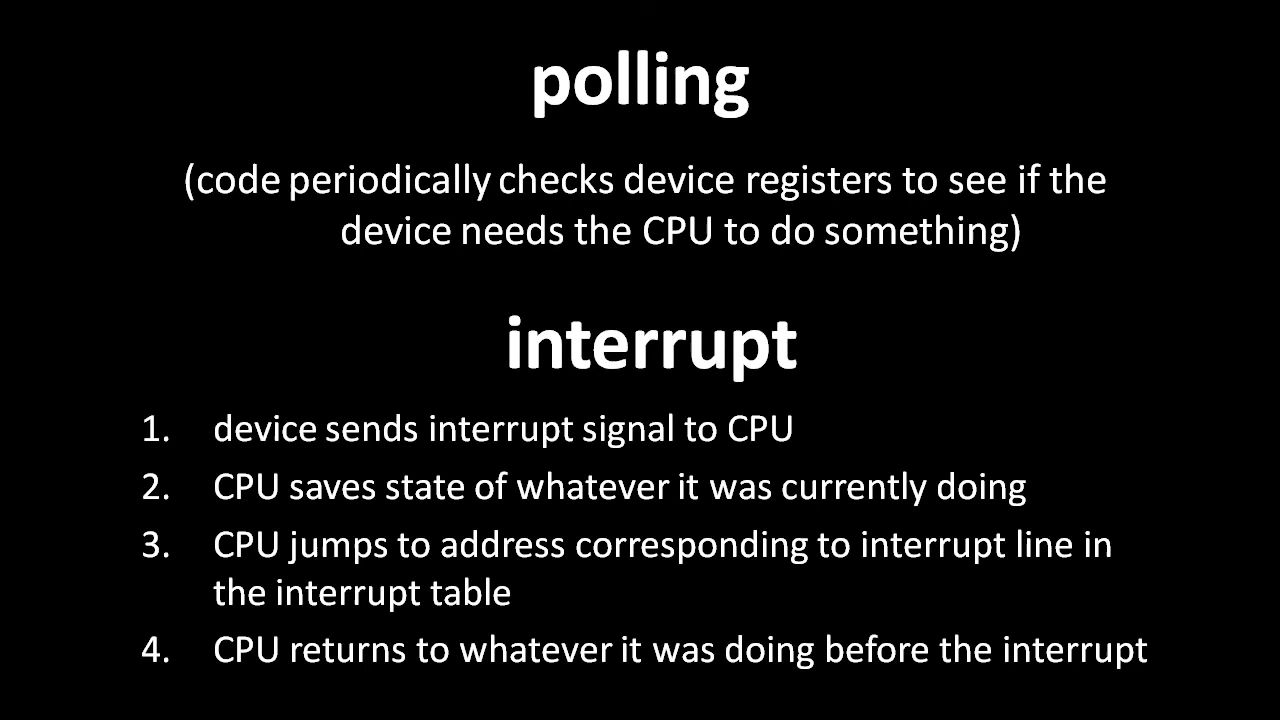 polling
(code periodically checks device registers to see if the
device needs the CPU to do something)
interrupt
1. device sends interrupt signal to CPU
2. CPU saves state of whatever it was currently doing
3. CPU jumps to address corresponding to interrupt line in
the interrupt table
4. CPU returns to whatever it was doing before the interrupt